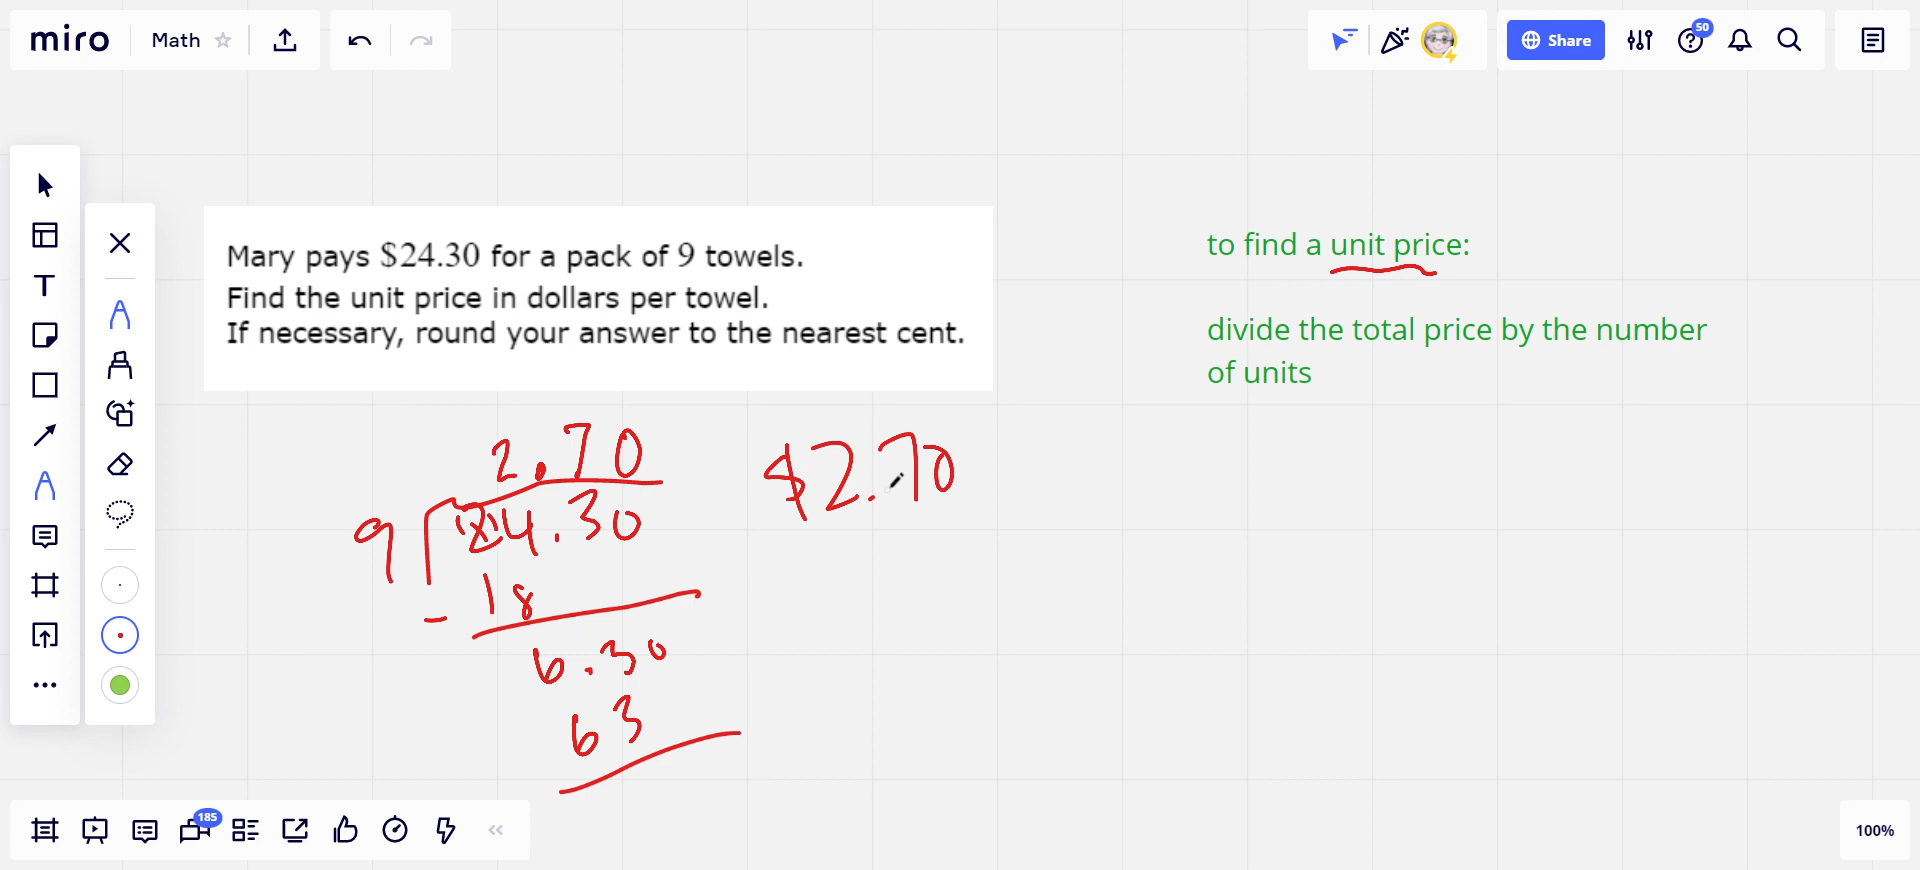 miro
Math
Share
50
Mary pays $24.30 for a pack of 9 towels.
Find the unit price in dollars per towel.
If necessary, round your answer to the nearest cent.
to find a unit price:
divide the total price by the number
of units
2.70
$2.70
9 24.30
- 18
6.30
63
185
100%